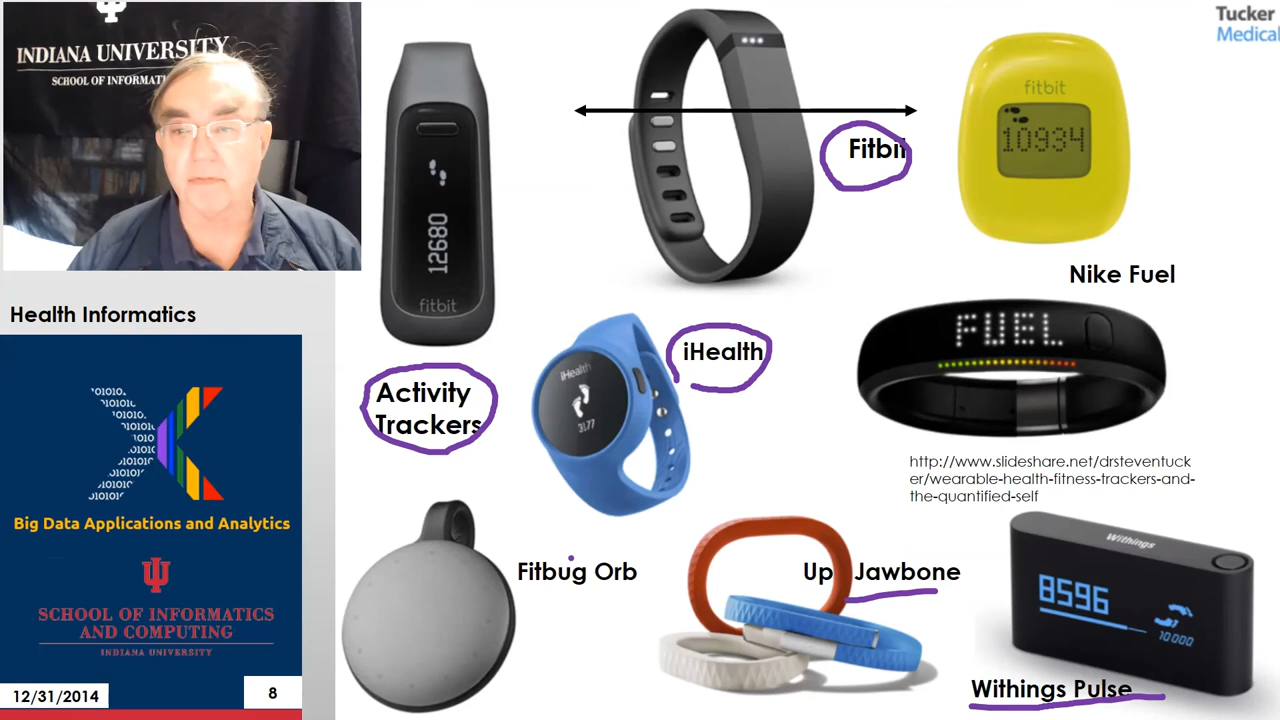 INDIANA UNIVERSITY
SCHOOL OF INFORMAT
Tucker
Medical
12680
fitbit
Fitbit
fitbit
10934
Nike Fuel
FUEL
Health Informatics
iHealth
iHealth
3177
Activity
Trackers
http://www.slideshare.net/drsteventuck
er/wearable-health-fitness-trackers-and-
the-quantified-self
Big Data Applications and Analytics
SCHOOL OF INFORMATICS
AND COMPUTING
INDIANA UNIVERSITY
Fitbug Orb
Up Jawbone
Withings
8596
10000
Withings Pulse
12/31/2014
8